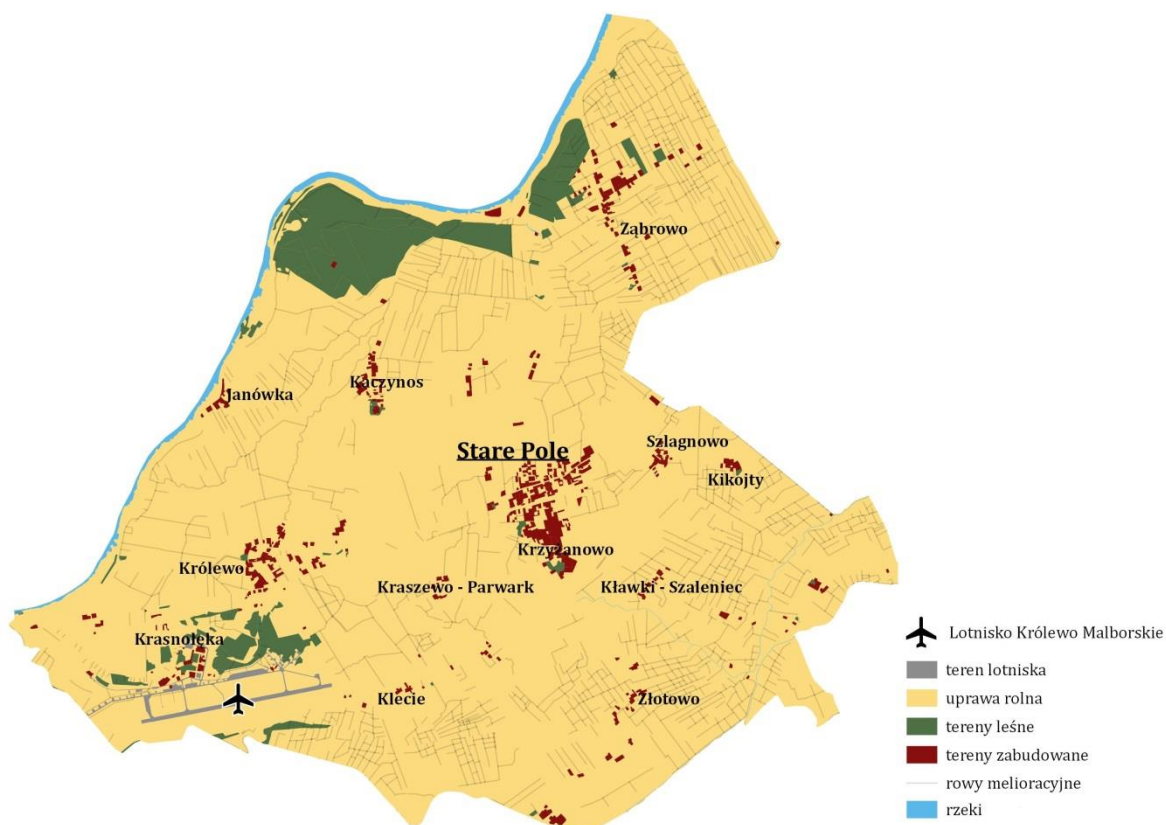 Ząbrowo
Janówka
Kaczynos
Stare Pole
Szlagnowo
Kikojty
Krzyżanowo
Królewo
Kraszewo - Parwark
Kławki - Szaleniec
Krasnołęka
Klecie
Złotowo
Lotnisko Królewo Malborskie
teren lotniska
uprawa rolna
tereny leśne
tereny zabudowane
rowy melioracyjne
rzeki